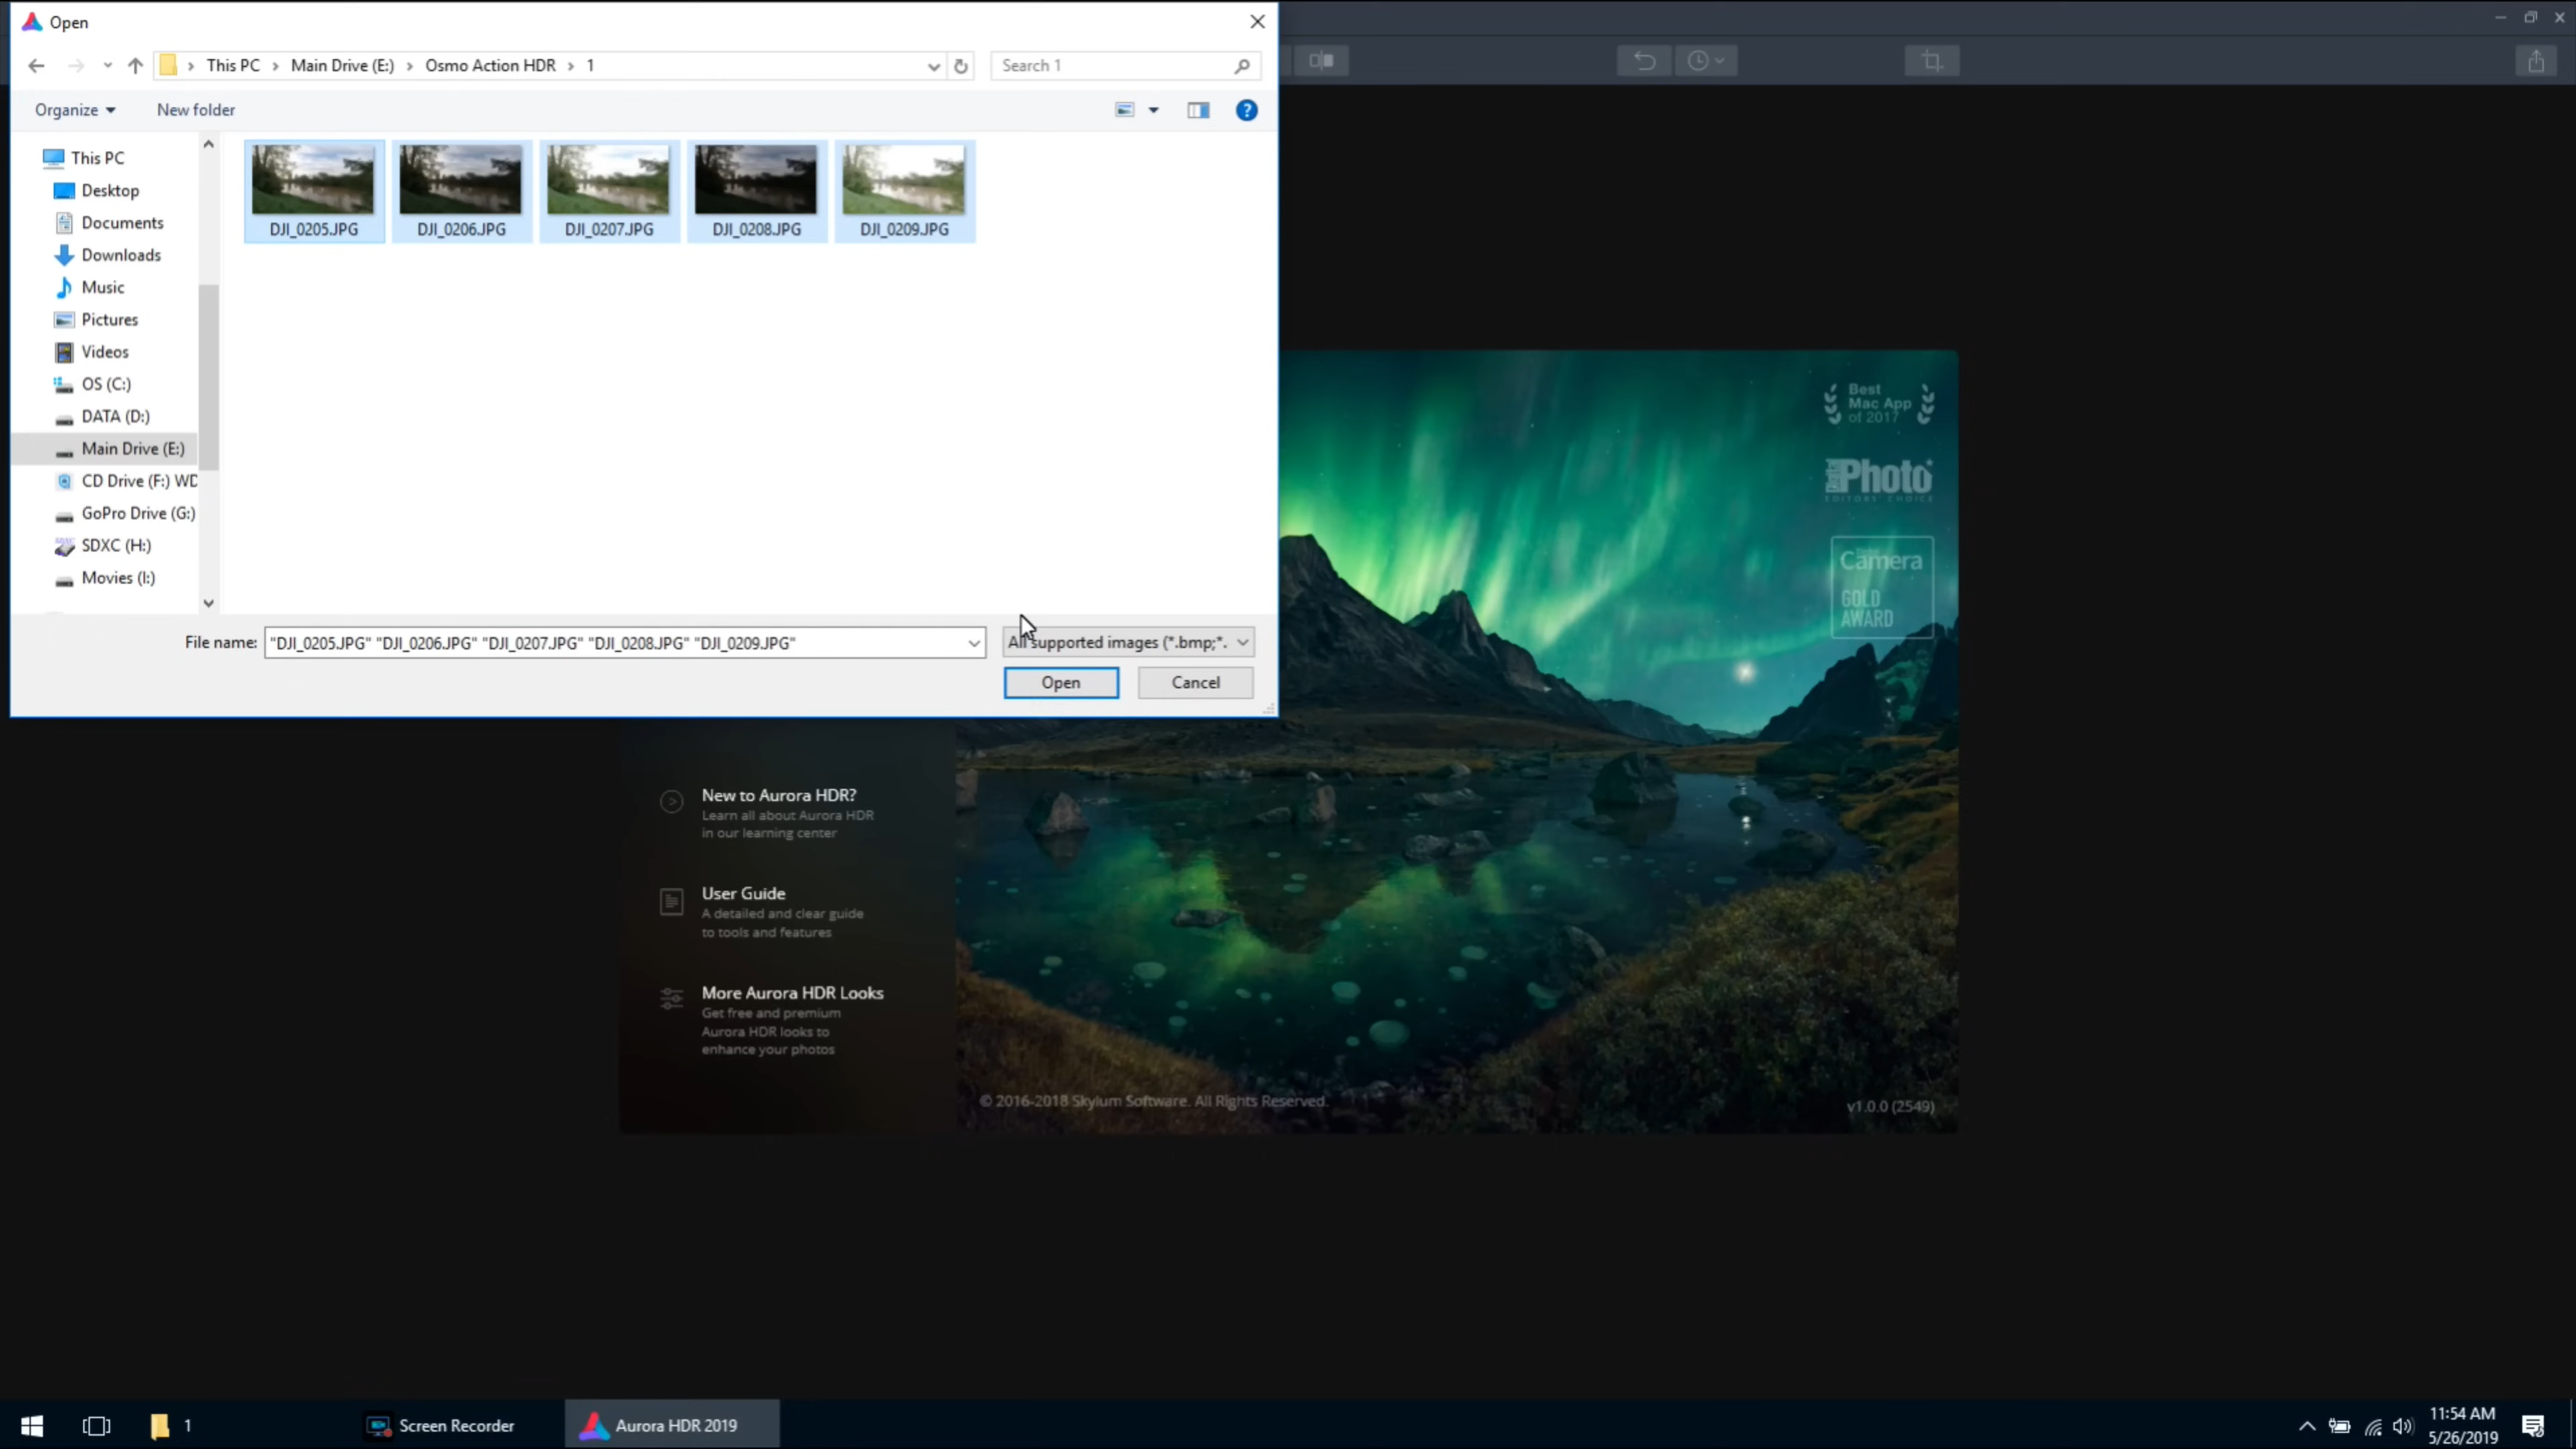 Open
This PC > Main Drive (E:) > Osmo Action HDR > 1
Search 1
Organize
New folder
This PC
Desktop
Documents
Downloads
Music
Pictures
Videos
OS (C:)
DATA (D:)
Main Drive (E:)
CD Drive (F:) WD
GoPro Drive (G:)
SDXC (H:)
Movies (I:)
DJI_0205.JPG
DJI_0206.JPG
DJI_0207.JPG
DJI_0208.JPG
DJI_0209.JPG
File name: "DJI_0205.JPG" "DJI_0206.JPG" "DJI_0207.JPG" "DJI_0208.JPG" "DJI_0209.JPG"
All supported images (*.bmp;*.
Open
Cancel
Best
Mac App
of 2017
Photo
EDITORS' CHOICE
Camera
GOLD
AWARD
New to Aurora HDR?
Learn all about Aurora HDR
in our learning center
User Guide
A detailed and clear guide
to tools and features
More Aurora HDR Looks
Get free and premium
Aurora HDR looks to
enhance your photos
© 2016-2018 Skylum Software. All Rights Reserved.
v1.0.0 (2549)
1
Screen Recorder
Aurora HDR 2019
11:54 AM
5/26/2019